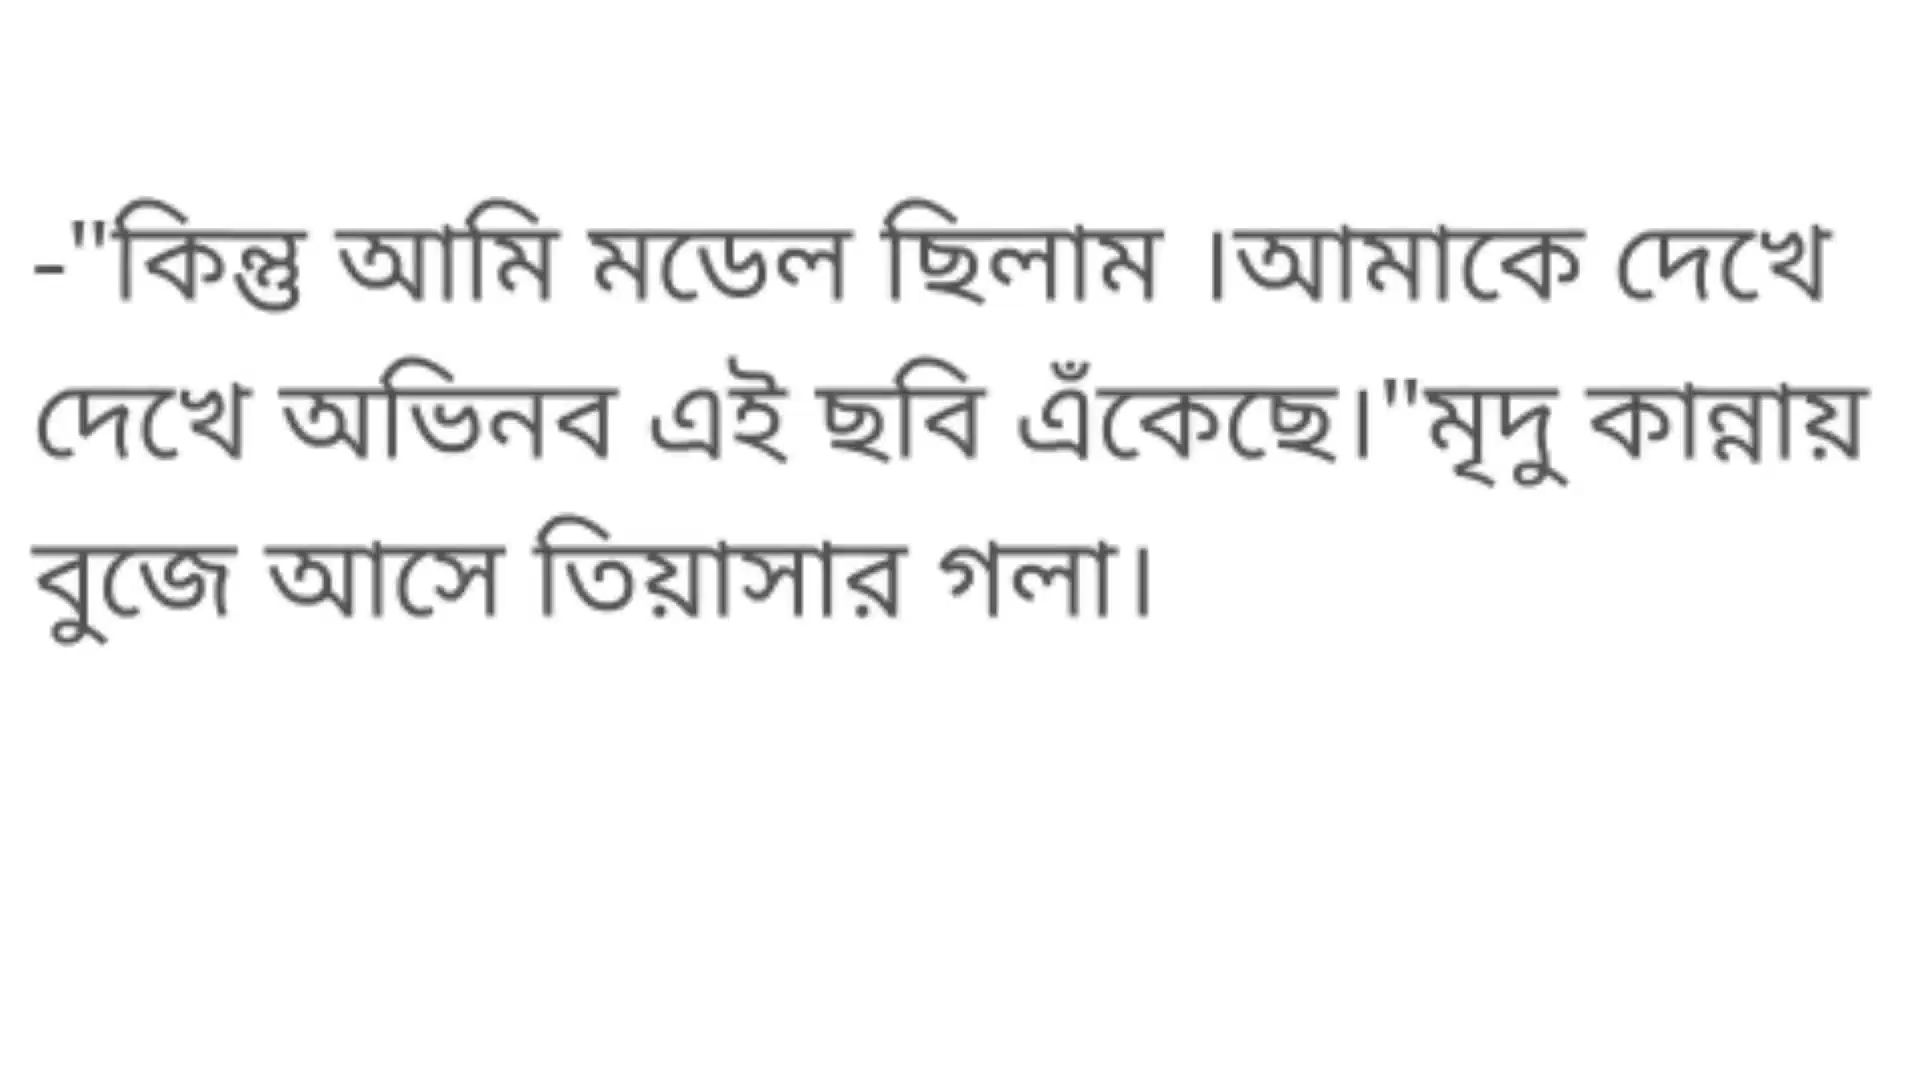 -"কিন্তু আমি মডেল ছিলাম ।আমাকে দেখে
দেখে অভিনব এই ছবি এঁকেছে।"মৃদু কান্নায়
বুজে আসে তিয়াসার গলা।